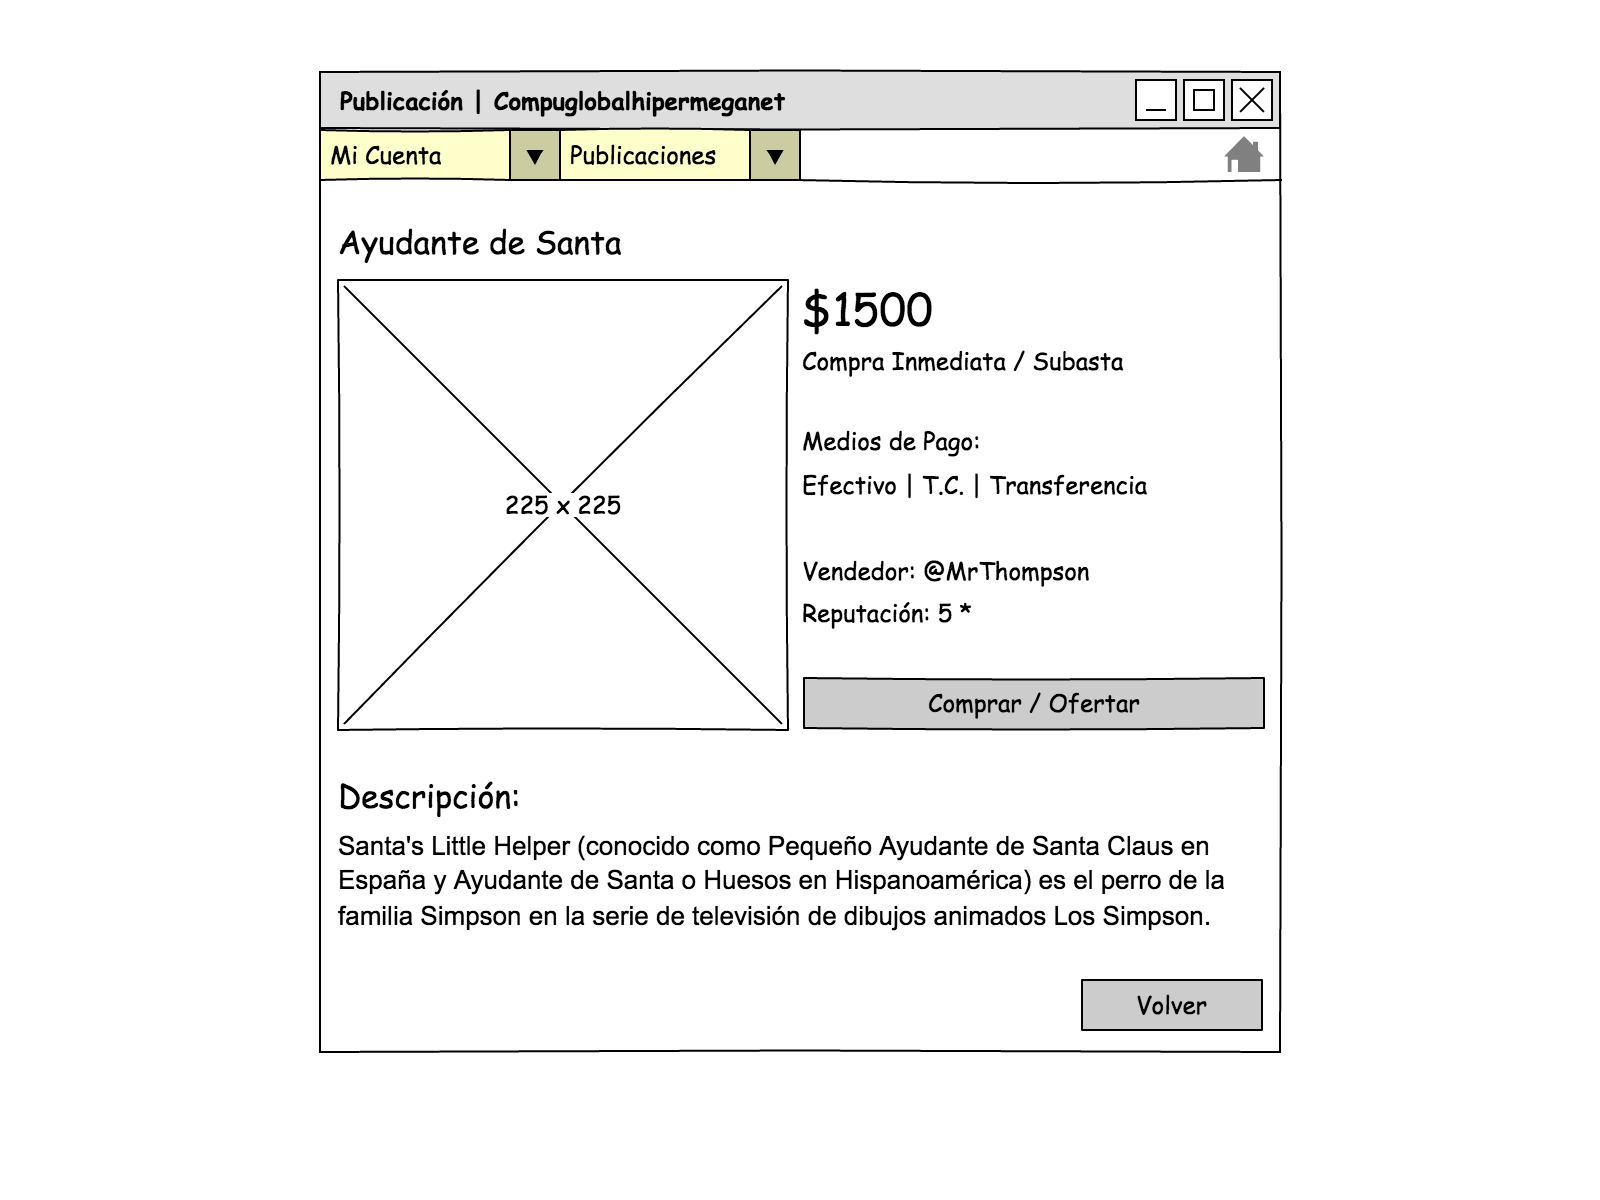 Publicación | Compuglobalhipermeganet
Mi Cuenta ▼ Publicaciones ▼
Ayudante de Santa
225 x 225
$1500
Compra Inmediata / Subasta
Medios de Pago:
Efectivo | T.C. | Transferencia
Vendedor: @MrThompson
Reputación: 5 *
Comprar / Ofertar
Descripción:
Santa's Little Helper (conocido como Pequeño Ayudante de Santa Claus en
España y Ayudante de Santa o Huesos en Hispanoamérica) es el perro de la
familia Simpson en la serie de televisión de dibujos animados Los Simpson.
Volver